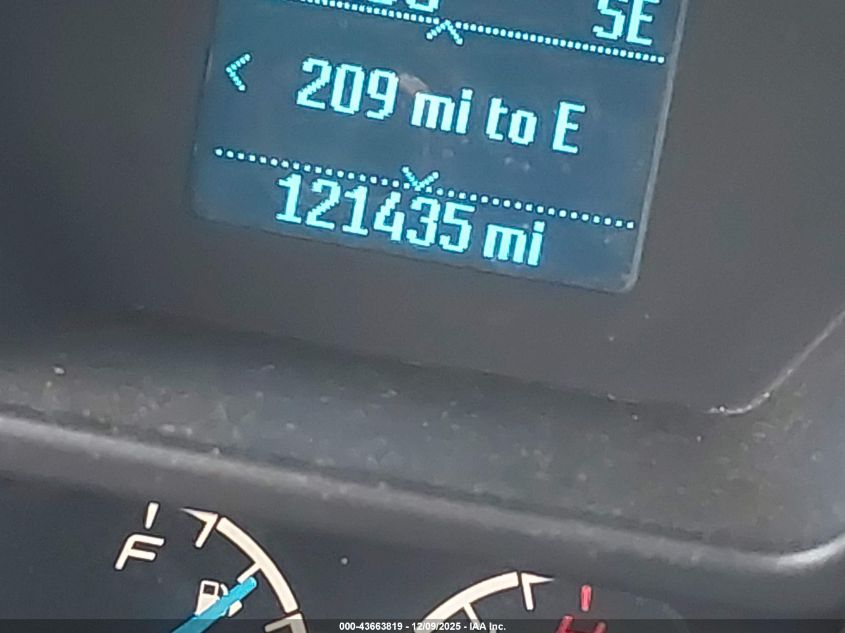 SE
209 mi to E
121435 mi
F
H
000-43663819 - 12/09/2025 - IAA Inc.